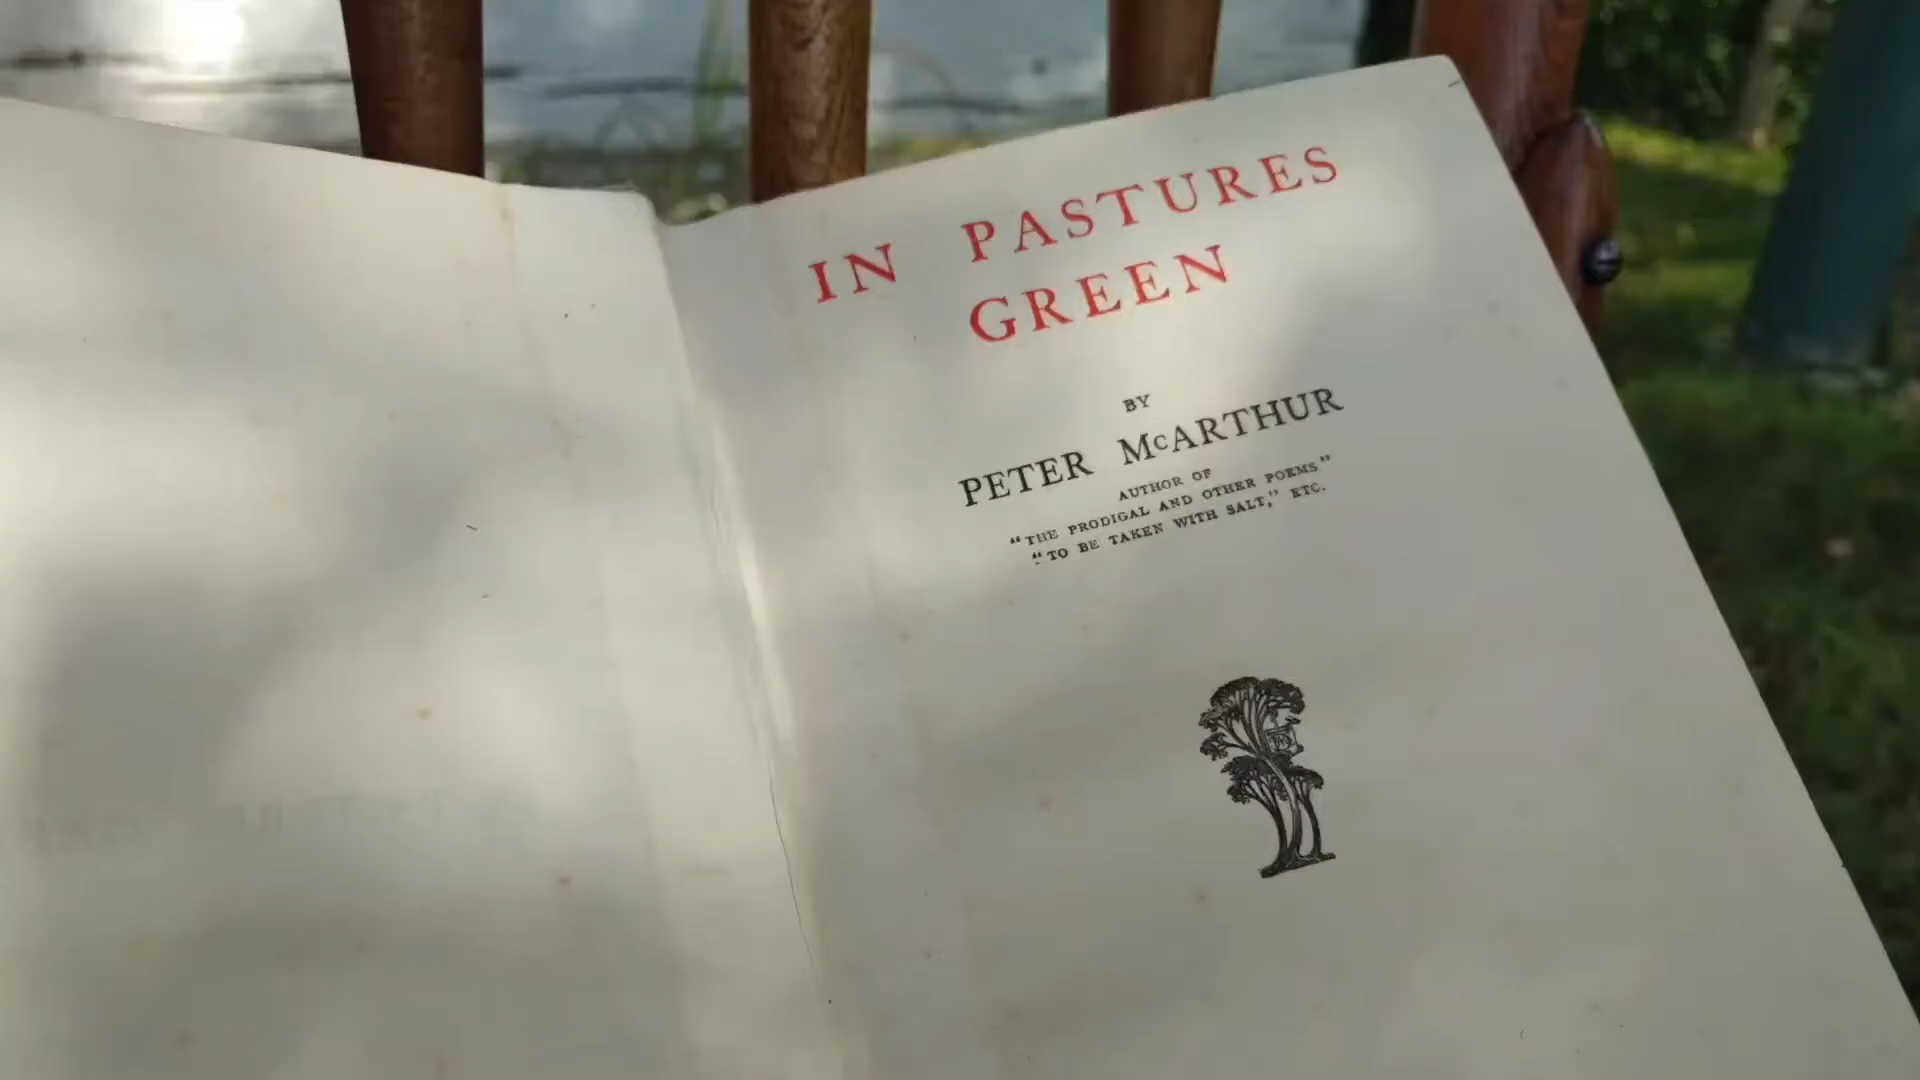 IN PASTURES
GREEN
BY
PETER McARTHUR
AUTHOR OF
"THE PRODIGAL AND OTHER POEMS"
"TO BE TAKEN WITH SALT," ETC.